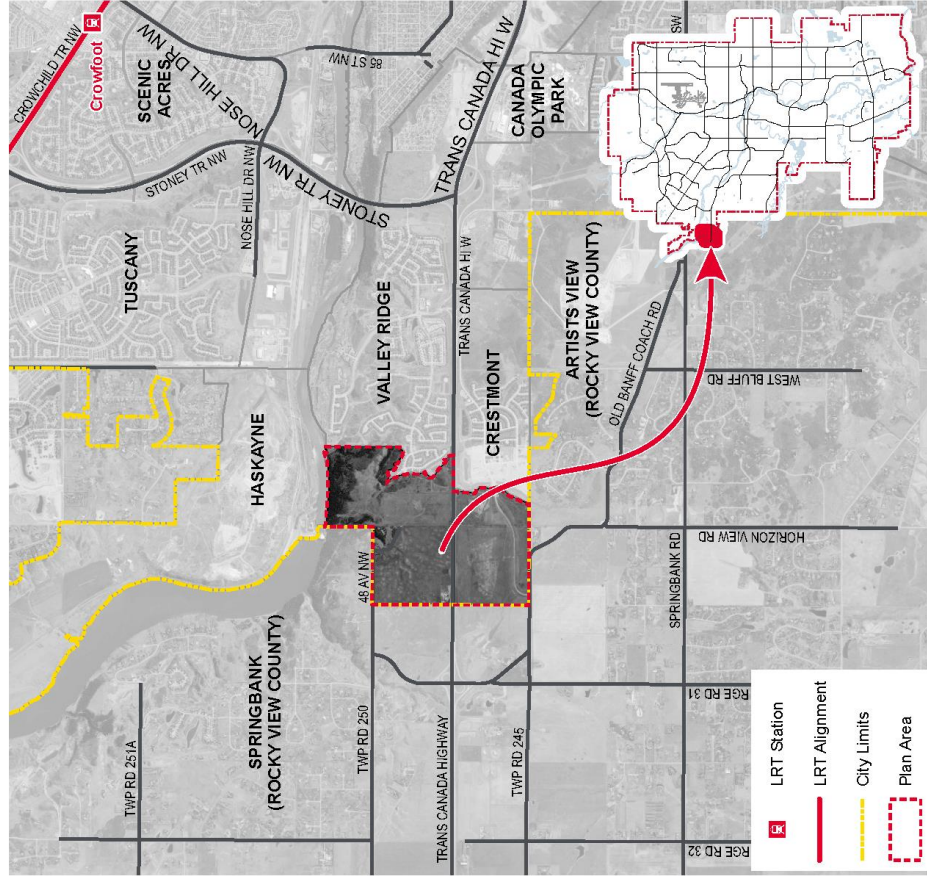 CROWCHILD TR NW
Crowfoot
SCENIC
ACRES
NOSE HILL DR NW
85 ST NW
STONEY TR NW
NOSE HILL DR NW
STONEY TR NW
TRANS CANADA HI W
CANADA
OLYMPIC
PARK
SW
TUSCANY
VALLEY RIDGE
TRANS CANADA HI W
HASKAYNE
CRESTMONT
ARTISTS VIEW
(ROCKY VIEW COUNTY)
OLD BANFF COACH RD
WEST BLUFF RD
48 AV NW
HORIZON VIEW RD
SPRINGBANK RD
SPRINGBANK
(ROCKY VIEW COUNTY)
TWP RD 251A
TWP RD 250
TRANS CANADA HIGHWAY
TWP RD 245
RGE RD 31
RGE RD 32
LRT Station
LRT Alignment
City Limits
Plan Area